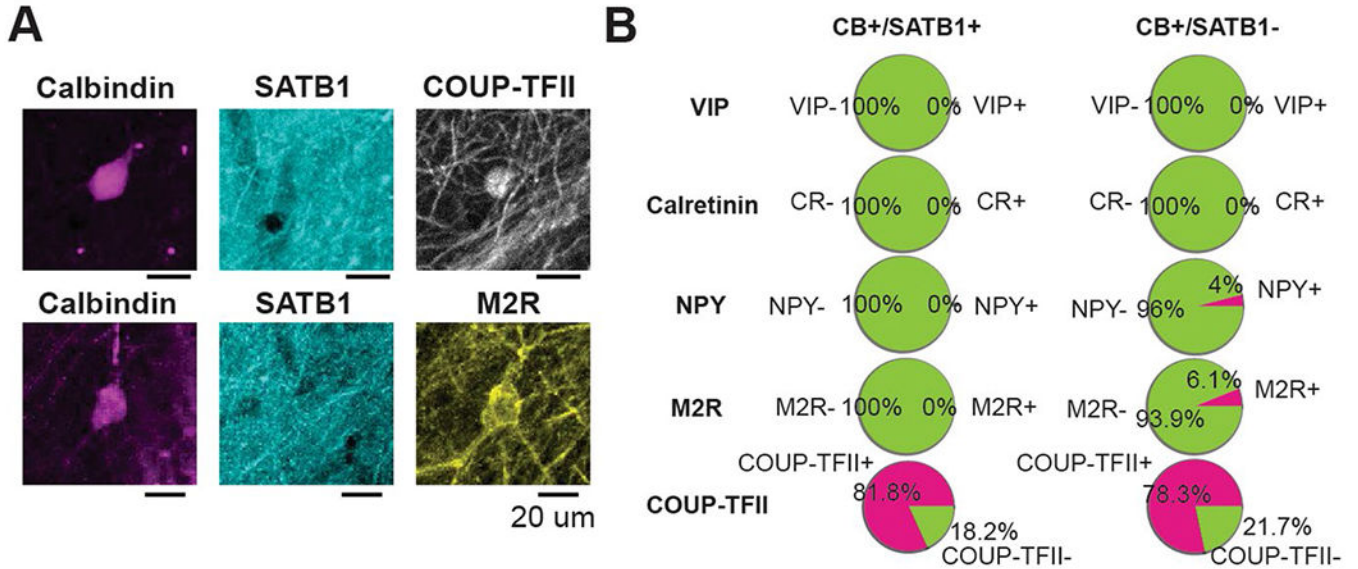 A
Calbindin SATB1 COUP-TFII
Calbindin SATB1 M2R
20 um
B
CB+/SATB1+ CB+/SATB1-
VIP VIP- 100% 0% VIP+ VIP- 100% 0% VIP+
Calretinin CR- 100% 0% CR+ CR- 100% 0% CR+
NPY NPY- 100% 0% NPY+ NPY- 96% 4% NPY+
M2R M2R- 100% 0% M2R+ M2R- 93.9% 6.1% M2R+
COUP-TFII COUP-TFII+ 81.8% 18.2% COUP-TFII- COUP-TFII+ 78.3% 21.7% COUP-TFII-